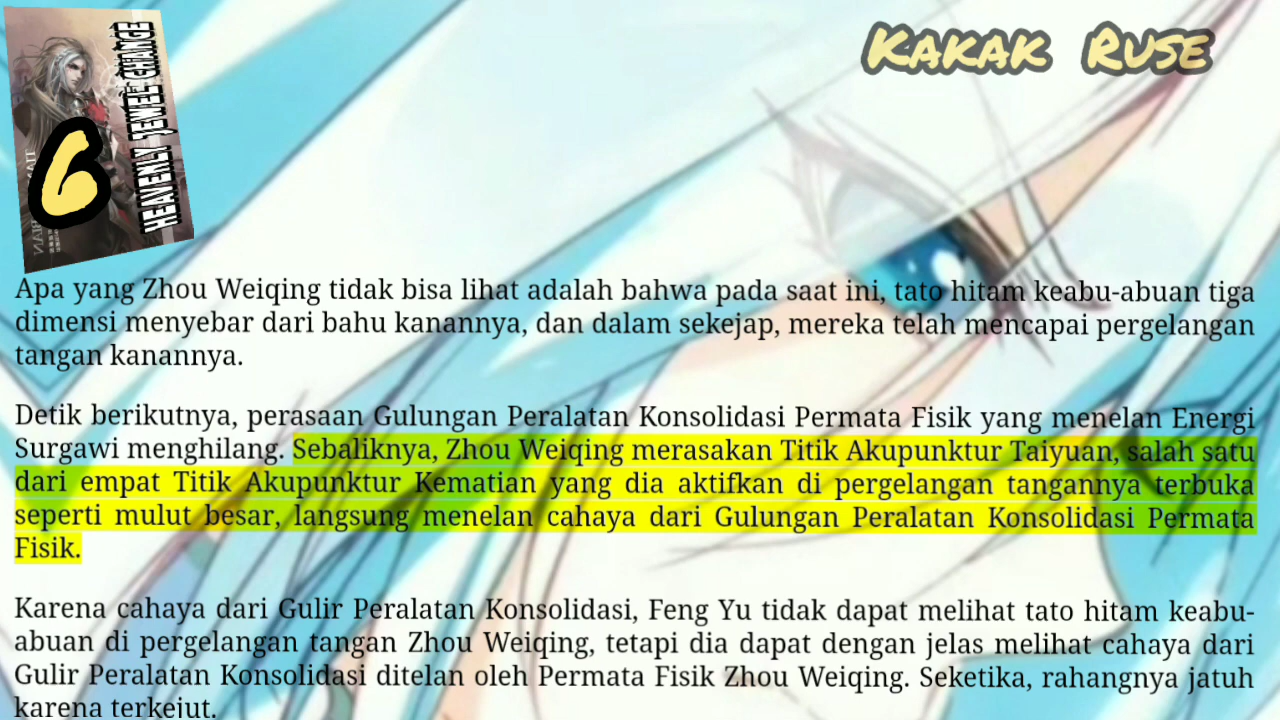 Kakak Ruse
HEAVENLY JEWEL CHANGE
6
Apa yang Zhou Weiqing tidak bisa lihat adalah bahwa pada saat ini, tato hitam keabu-abuan tiga
dimensi menyebar dari bahu kanannya, dan dalam sekejap, mereka telah mencapai pergelangan
tangan kanannya.
Detik berikutnya, perasaan Gulungan Peralatan Konsolidasi Permata Fisik yang menelan Energi
Surgawi menghilang. Sebaliknya, Zhou Weiqing merasakan Titik Akupunktur Taiyuan, salah satu
dari empat Titik Akupunktur Kematian yang dia aktifkan di pergelangan tangannya terbuka
seperti mulut besar, langsung menelan cahaya dari Gulungan Peralatan Konsolidasi Permata
Fisik.
Karena cahaya dari Gulir Peralatan Konsolidasi, Feng Yu tidak dapat melihat tato hitam keabu-
abuan di pergelangan tangan Zhou Weiqing, tetapi dia dapat dengan jelas melihat cahaya dari
Gulir Peralatan Konsolidasi ditelan oleh Permata Fisik Zhou Weiqing. Seketika, rahangnya jatuh
karena terkejut.